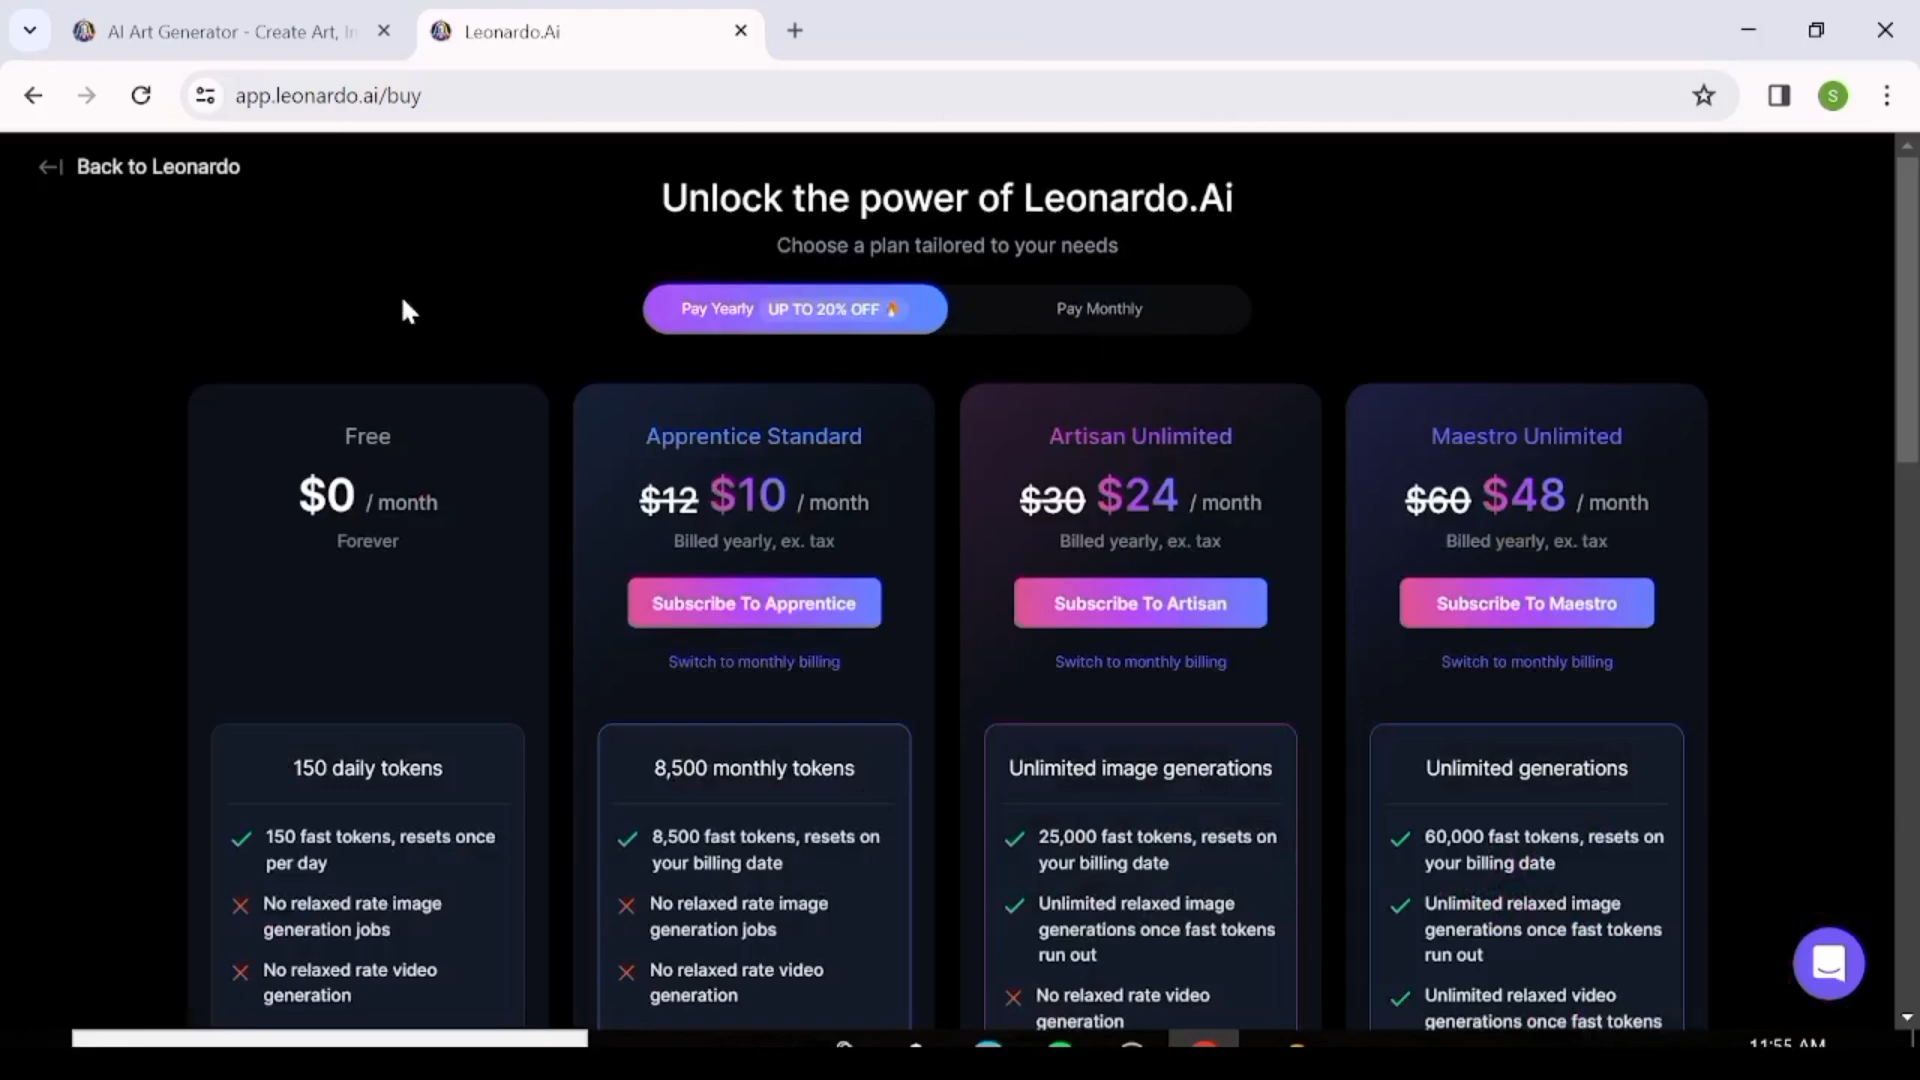 AI Art Generator - Create Art, In
Leonardo.Ai
app.leonardo.ai/buy
S
Back to Leonardo
Unlock the power of Leonardo.Ai
Choose a plan tailored to your needs
Pay Yearly UP TO 20% OFF 🔥
Pay Monthly
Free
$0 / month
Forever
150 daily tokens
150 fast tokens, resets once
per day
No relaxed rate image
generation jobs
No relaxed rate video
generation
Apprentice Standard
$12 $10 / month
Billed yearly, ex. tax
Subscribe To Apprentice
Switch to monthly billing
8,500 monthly tokens
8,500 fast tokens, resets on
your billing date
No relaxed rate image
generation jobs
No relaxed rate video
generation
Artisan Unlimited
$30 $24 / month
Billed yearly, ex. tax
Subscribe To Artisan
Switch to monthly billing
Unlimited image generations
25,000 fast tokens, resets on
your billing date
Unlimited relaxed image
generations once fast tokens
run out
No relaxed rate video
generation
Maestro Unlimited
$60 $48 / month
Billed yearly, ex. tax
Subscribe To Maestro
Switch to monthly billing
Unlimited generations
60,000 fast tokens, resets on
your billing date
Unlimited relaxed image
generations once fast tokens
run out
Unlimited relaxed video
generations once fast tokens
11:55 AM